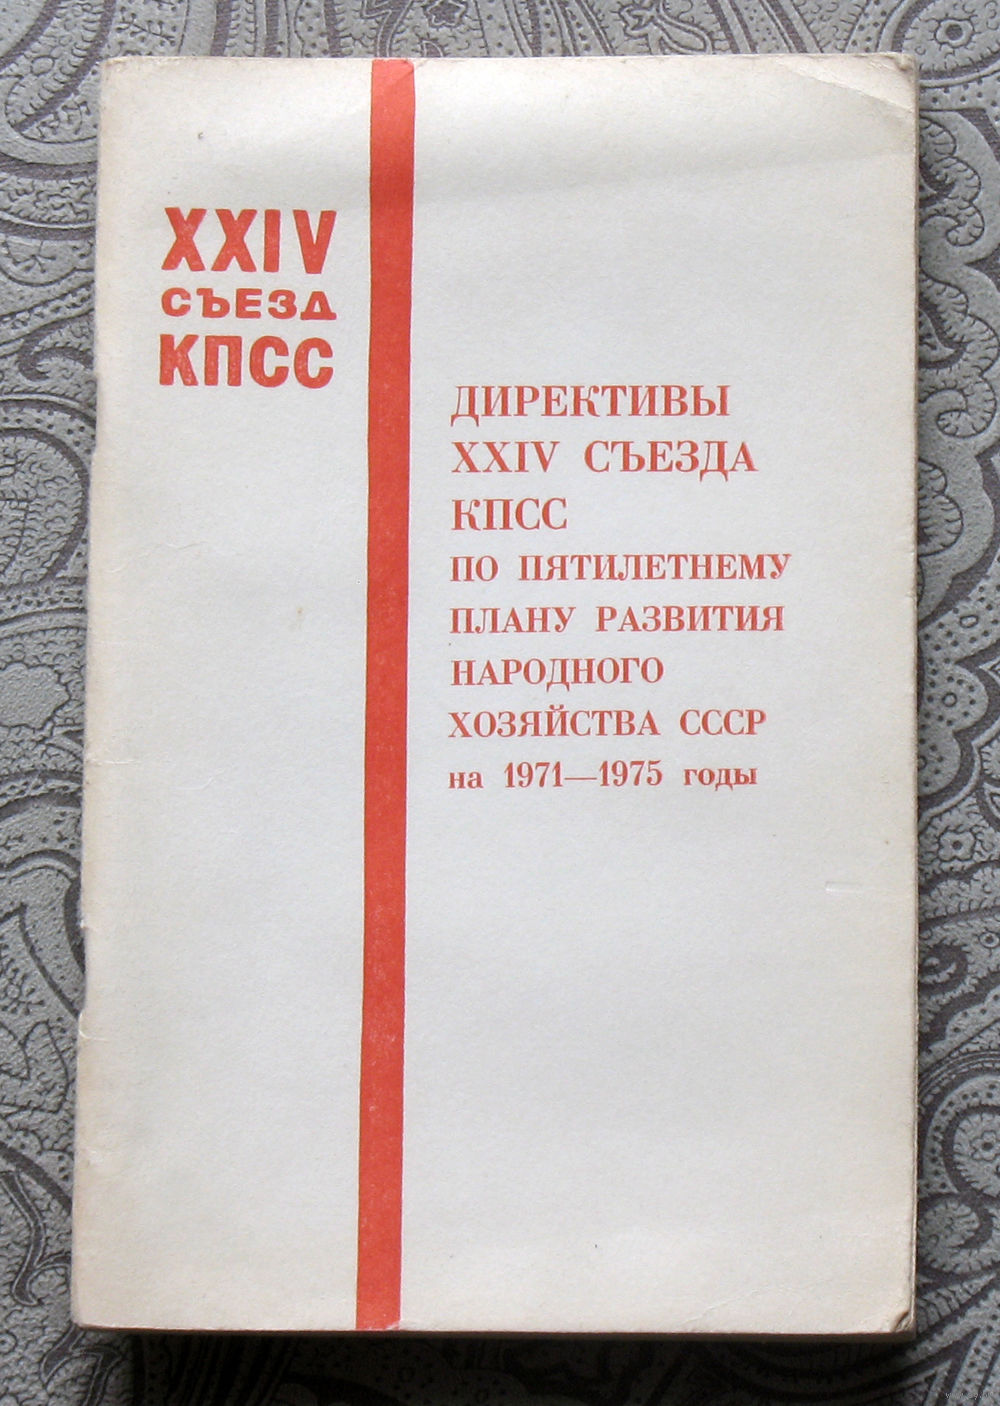 XXIV
СЪЕЗД
КПСС
ДИРЕКТИВЫ
XXIV СЪЕЗДА
КПСС
ПО ПЯТИЛЕТНЕМУ
ПЛАНУ РАЗВИТИЯ
НАРОДНОГО
ХОЗЯЙСТВА СССР
на 1971—1975 годы